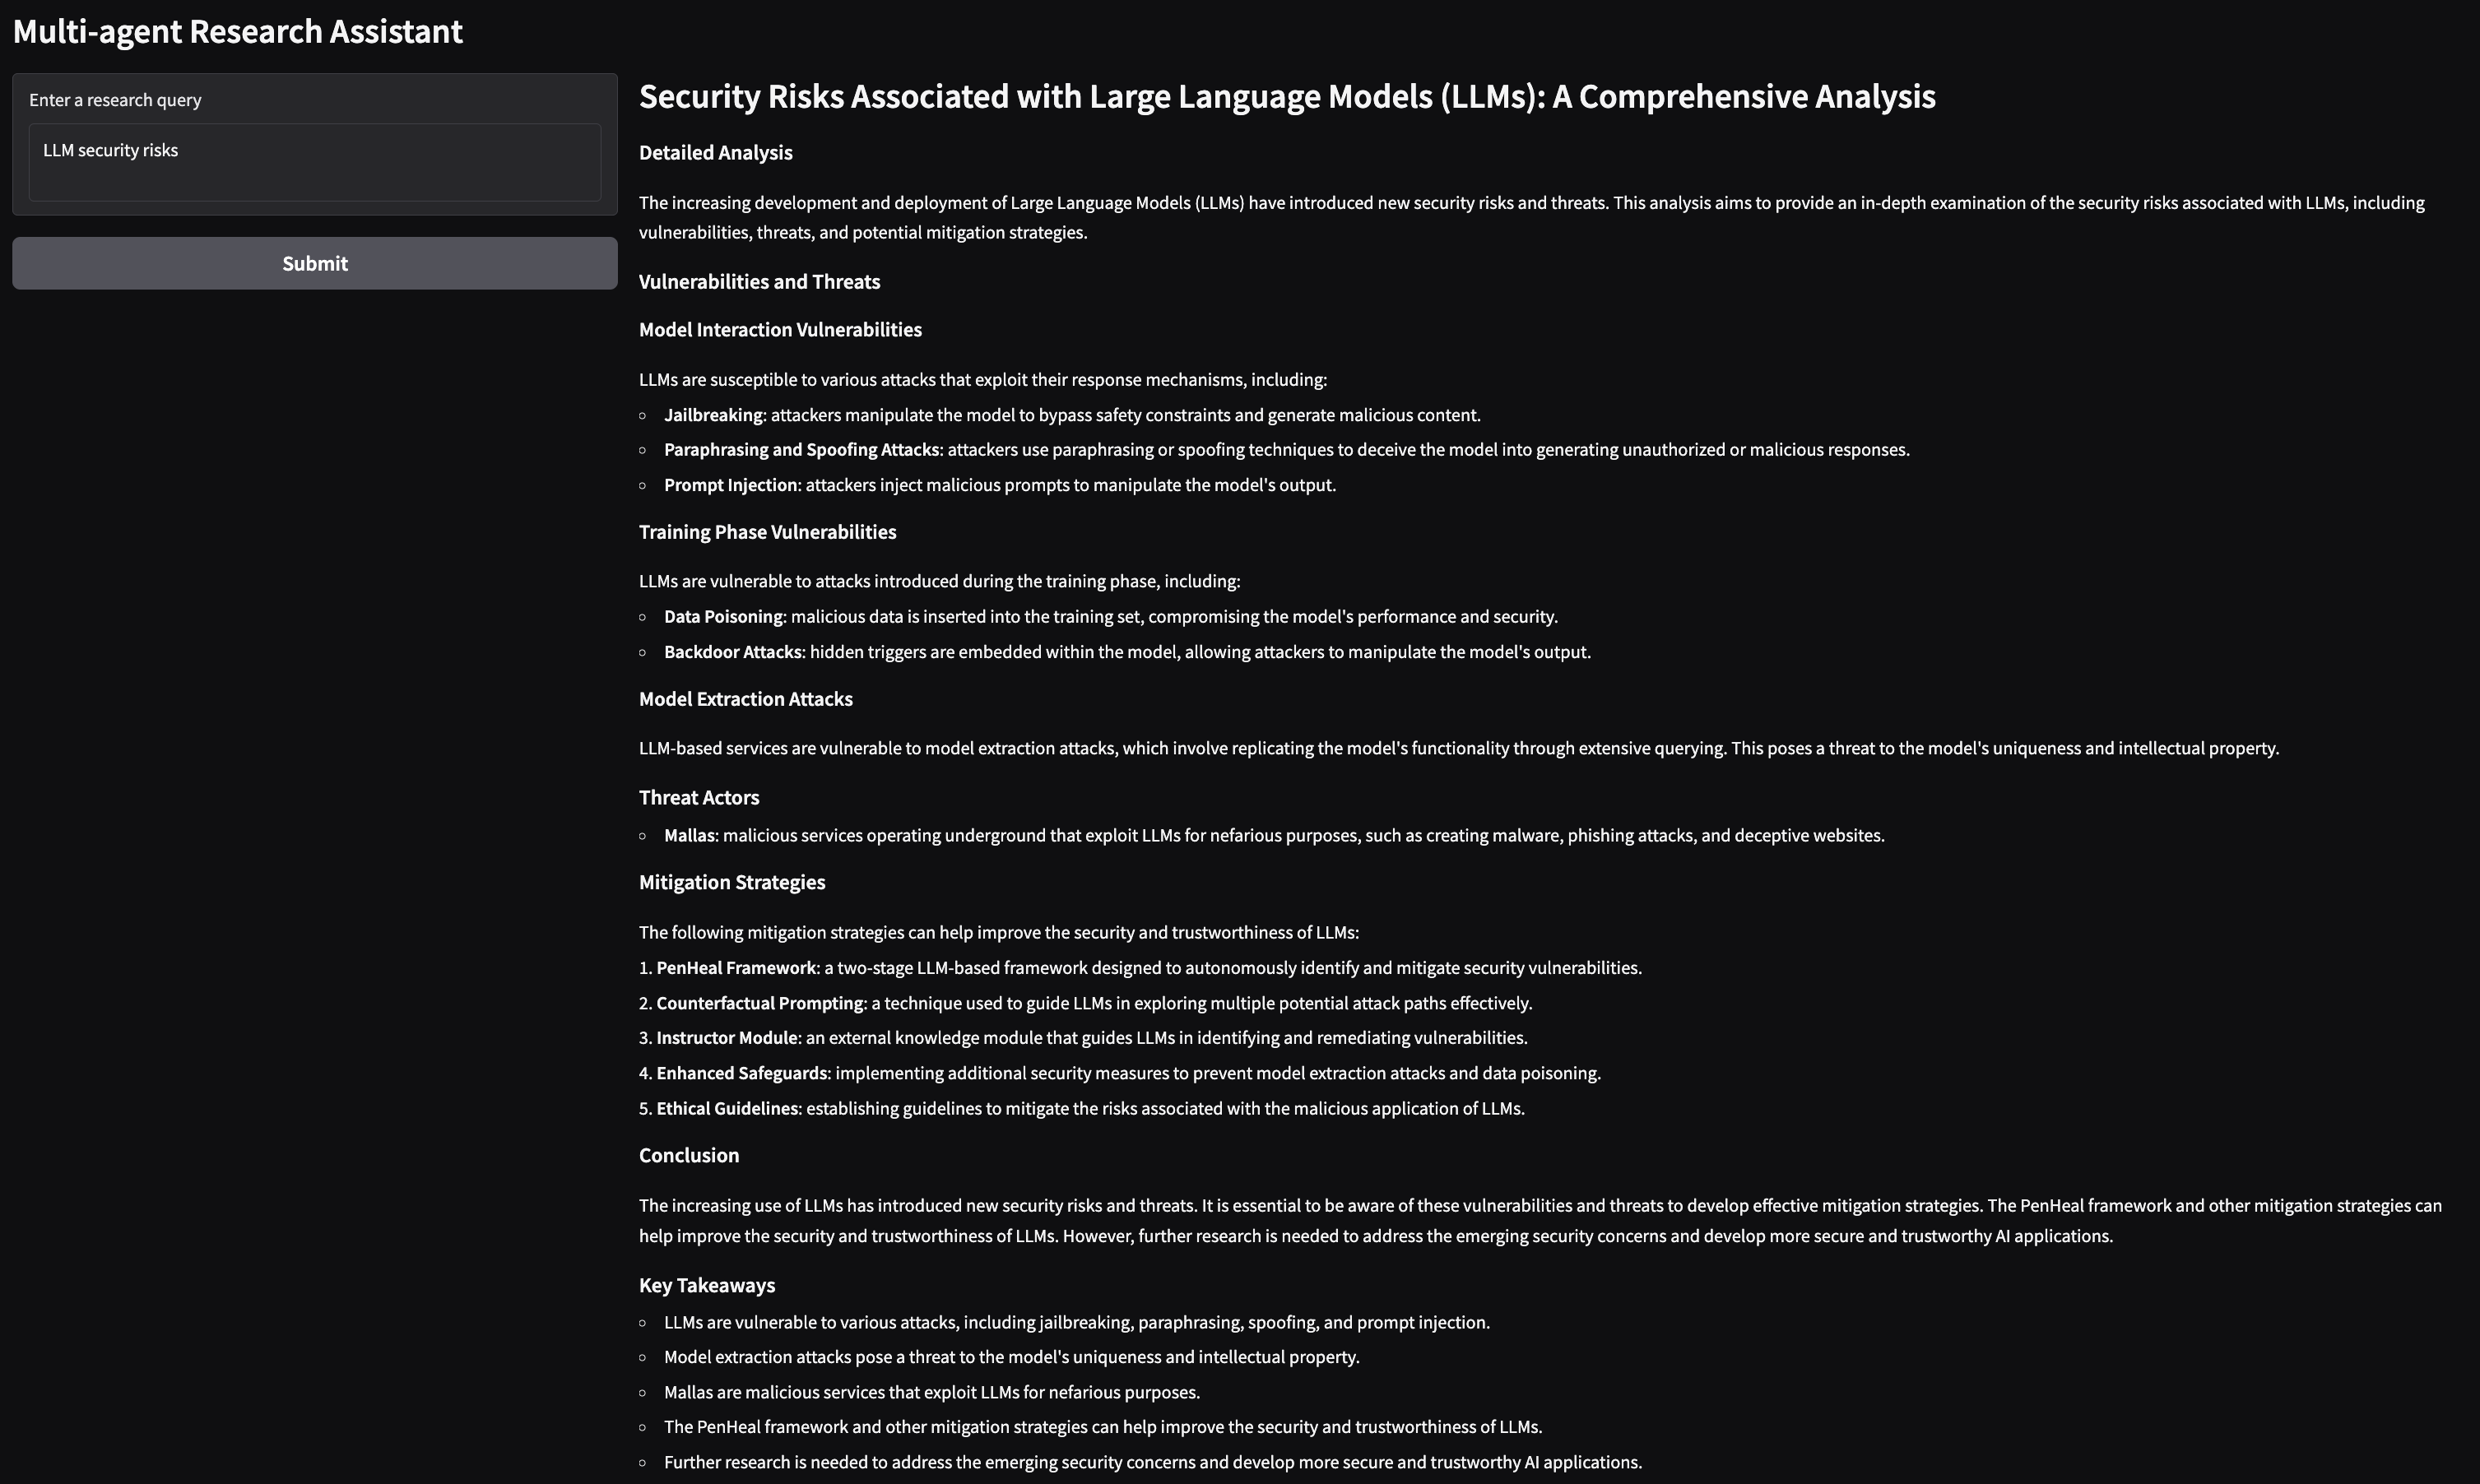 Multi-agent Research Assistant
Enter a research query
LLM security risks
Submit
Security Risks Associated with Large Language Models (LLMs): A Comprehensive Analysis
Detailed Analysis
The increasing development and deployment of Large Language Models (LLMs) have introduced new security risks and threats. This analysis aims to provide an in-depth examination of the security risks associated with LLMs, including
vulnerabilities, threats, and potential mitigation strategies.
Vulnerabilities and Threats
Model Interaction Vulnerabilities
LLMs are susceptible to various attacks that exploit their response mechanisms, including:
Jailbreaking: attackers manipulate the model to bypass safety constraints and generate malicious content.
Paraphrasing and Spoofing Attacks: attackers use paraphrasing or spoofing techniques to deceive the model into generating unauthorized or malicious responses.
Prompt Injection: attackers inject malicious prompts to manipulate the model's output.
Training Phase Vulnerabilities
LLMs are vulnerable to attacks introduced during the training phase, including:
Data Poisoning: malicious data is inserted into the training set, compromising the model's performance and security.
Backdoor Attacks: hidden triggers are embedded within the model, allowing attackers to manipulate the model's output.
Model Extraction Attacks
LLM-based services are vulnerable to model extraction attacks, which involve replicating the model's functionality through extensive querying. This poses a threat to the model's uniqueness and intellectual property.
Threat Actors
Mallas: malicious services operating underground that exploit LLMs for nefarious purposes, such as creating malware, phishing attacks, and deceptive websites.
Mitigation Strategies
The following mitigation strategies can help improve the security and trustworthiness of LLMs:
1. PenHeal Framework: a two-stage LLM-based framework designed to autonomously identify and mitigate security vulnerabilities.
2. Counterfactual Prompting: a technique used to guide LLMs in exploring multiple potential attack paths effectively.
3. Instructor Module: an external knowledge module that guides LLMs in identifying and remediating vulnerabilities.
4. Enhanced Safeguards: implementing additional security measures to prevent model extraction attacks and data poisoning.
5. Ethical Guidelines: establishing guidelines to mitigate the risks associated with the malicious application of LLMs.
Conclusion
The increasing use of LLMs has introduced new security risks and threats. It is essential to be aware of these vulnerabilities and threats to develop effective mitigation strategies. The PenHeal framework and other mitigation strategies can
help improve the security and trustworthiness of LLMs. However, further research is needed to address the emerging security concerns and develop more secure and trustworthy AI applications.
Key Takeaways
LLMs are vulnerable to various attacks, including jailbreaking, paraphrasing, spoofing, and prompt injection.
Model extraction attacks pose a threat to the model's uniqueness and intellectual property.
Mallas are malicious services that exploit LLMs for nefarious purposes.
The PenHeal framework and other mitigation strategies can help improve the security and trustworthiness of LLMs.
Further research is needed to address the emerging security concerns and develop more secure and trustworthy AI applications.